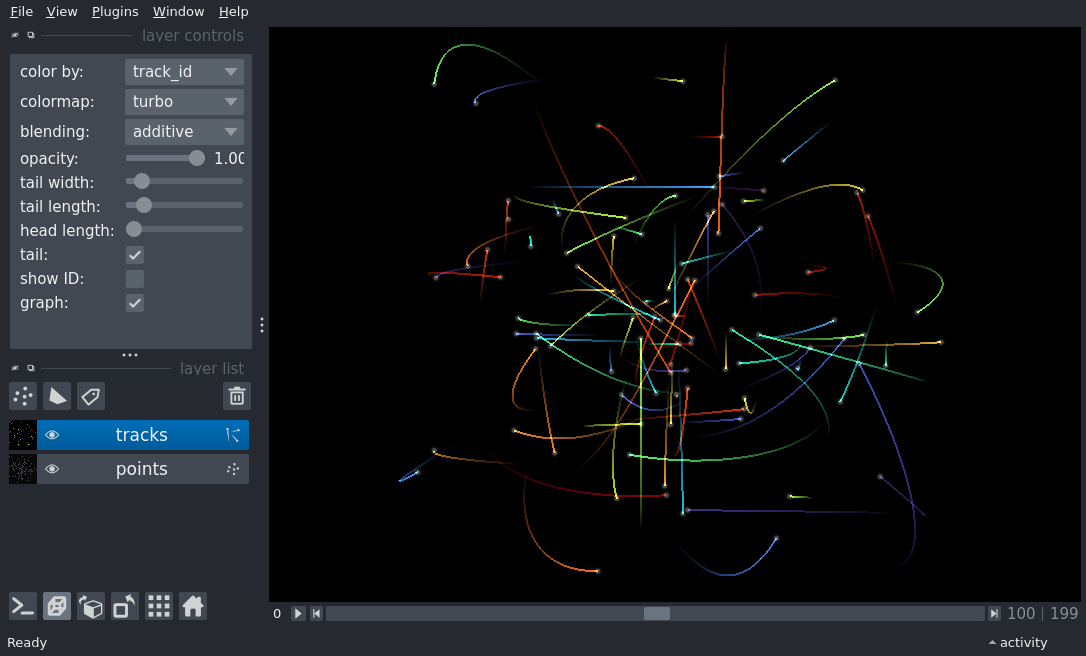 File View Plugins Window Help
layer controls
color by: track_id
colormap: turbo
blending: additive
opacity: 1.00
tail width:
tail length:
head length:
tail:
show ID:
graph:
layer list
tracks
points
0 100 | 199
Ready activity